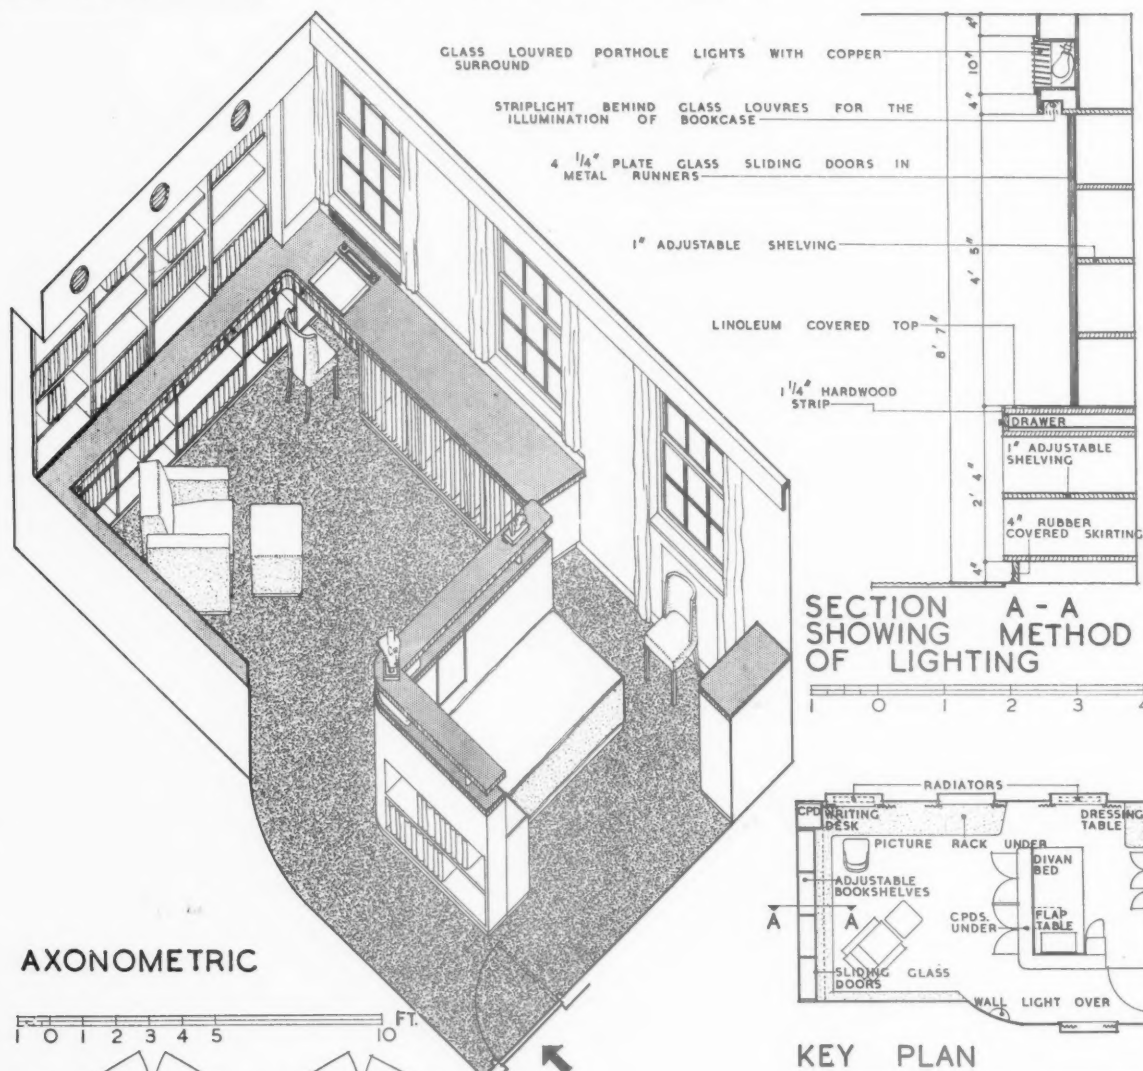 GLASS LOUVRED PORTHOLE LIGHTS WITH COPPER
SURROUND
STRIPLIGHT BEHIND GLASS LOUVRES FOR THE
ILLUMINATION OF BOOKCASE
4 1/4" PLATE GLASS SLIDING DOORS IN
METAL RUNNERS
1" ADJUSTABLE SHELVING
LINOLEUM COVERED TOP
1 1/4" HARDWOOD
STRIP
DRAWER
1" ADJUSTABLE
SHELVING
4" RUBBER
COVERED SKIRTING
4"
10"
4"
4' 5"
8' 7"
2' 4"
4"
SECTION A - A
SHOWING METHOD
OF LIGHTING
1 0 1 2 3 4
RADIATORS
CPD
WRITING
DESK
DRESSING
TABLE
PICTURE RACK UNDER
DIVAN
BED
ADJUSTABLE
BOOKSHELVES
A A
CPDS.
UNDER
FLAP
TABLE
SLIDING GLASS
DOORS
WALL LIGHT OVER
KEY PLAN
AXONOMETRIC
1 0 1 2 3 4 5 10 FT.